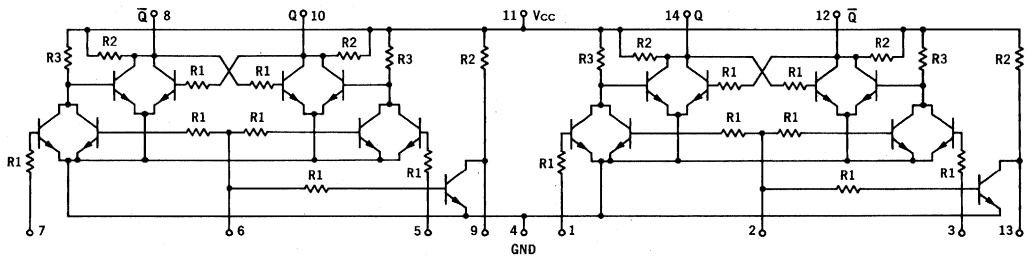 Q̅ 8 Q 10 11 VCC 14 Q 12 Q̅
R2 R2 R2 R2
R3 R3 R2 R3 R3 R2
R1 R1 R1 R1
R1 R1 R1 R1
R1 R1 R1 R1
R1 R1
7 6 5 9 4 1 2 3 13
GND